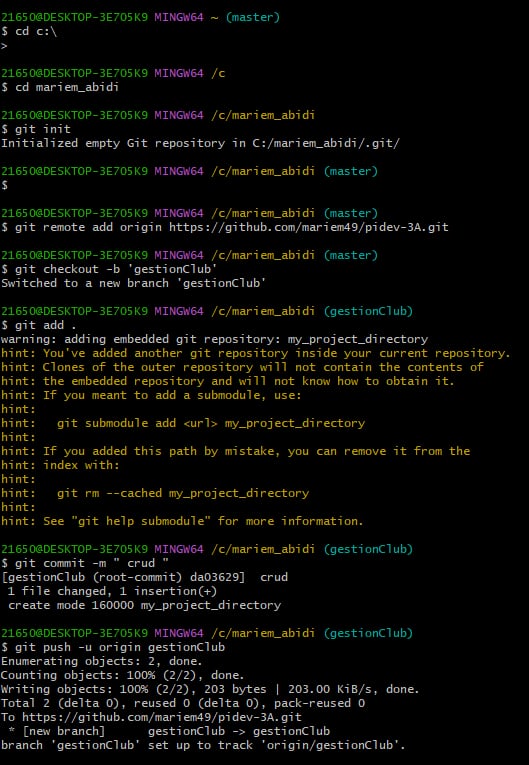 21650@DESKTOP-3E705K9 MINGW64 ~ (master)
$ cd c:\
>
21650@DESKTOP-3E705K9 MINGW64 /c
$ cd mariem_abidi
21650@DESKTOP-3E705K9 MINGW64 /c/mariem_abidi
$ git init
Initialized empty Git repository in C:/mariem_abidi/.git/
21650@DESKTOP-3E705K9 MINGW64 /c/mariem_abidi (master)
$
21650@DESKTOP-3E705K9 MINGW64 /c/mariem_abidi (master)
$ git remote add origin https://github.com/mariem49/pidev-3A.git
21650@DESKTOP-3E705K9 MINGW64 /c/mariem_abidi (master)
$ git checkout -b 'gestionClub'
Switched to a new branch 'gestionClub'
21650@DESKTOP-3E705K9 MINGW64 /c/mariem_abidi (gestionClub)
$ git add .
warning: adding embedded git repository: my_project_directory
hint: You've added another git repository inside your current repository.
hint: Clones of the outer repository will not contain the contents of
hint: the embedded repository and will not know how to obtain it.
hint: If you meant to add a submodule, use:
hint:
hint:   git submodule add <url> my_project_directory
hint:
hint: If you added this path by mistake, you can remove it from the
hint: index with:
hint:
hint:   git rm --cached my_project_directory
hint:
hint: See "git help submodule" for more information.
21650@DESKTOP-3E705K9 MINGW64 /c/mariem_abidi (gestionClub)
$ git commit -m " crud "
[gestionClub (root-commit) da03629]  crud
 1 file changed, 1 insertion(+)
 create mode 160000 my_project_directory
21650@DESKTOP-3E705K9 MINGW64 /c/mariem_abidi (gestionClub)
$ git push -u origin gestionClub
Enumerating objects: 2, done.
Counting objects: 100% (2/2), done.
Writing objects: 100% (2/2), 203 bytes | 203.00 KiB/s, done.
Total 2 (delta 0), reused 0 (delta 0), pack-reused 0
To https://github.com/mariem49/pidev-3A.git
 * [new branch]      gestionClub -> gestionClub
branch 'gestionClub' set up to track 'origin/gestionClub'.